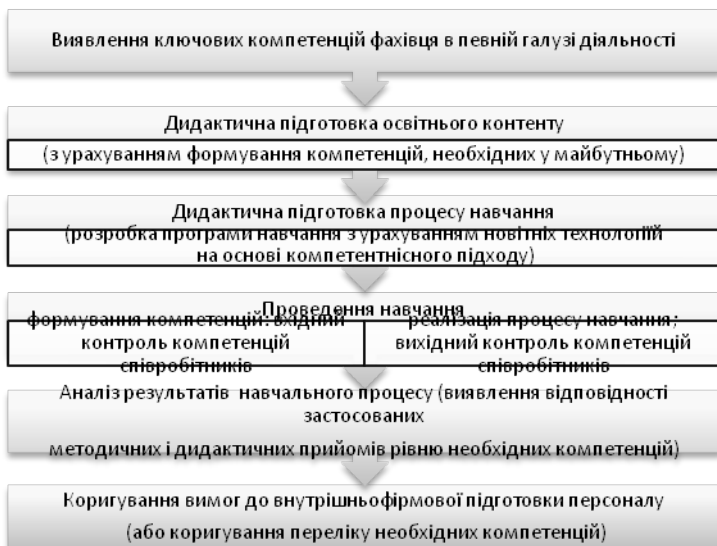 Виявлення ключових компетенцій фахівця в певній галузі діяльності
Дидактична підготовка освітнього контенту
(з урахуванням формування компетенцій, необхідних у майбутньому)
Дидактична підготовка процесу навчання
(розробка програми навчання з урахуванням новітніх технологіїй
на основі компетентнісного підходу)
Проведення навчання
формування компетенцій: вхідний
контроль компетенцій
співробітників
реалізація процесу навчання;
вихідний контроль компетенцій
співробітників
Аналіз результатів навчального процесу (виявлення відповідності
застосованих
методичних і дидактичних прийомів рівню необхідних компетенцій)
Коригування вимог до внутрішньофірмової підготовки персоналу
(або коригування переліку необхідних компетенцій)